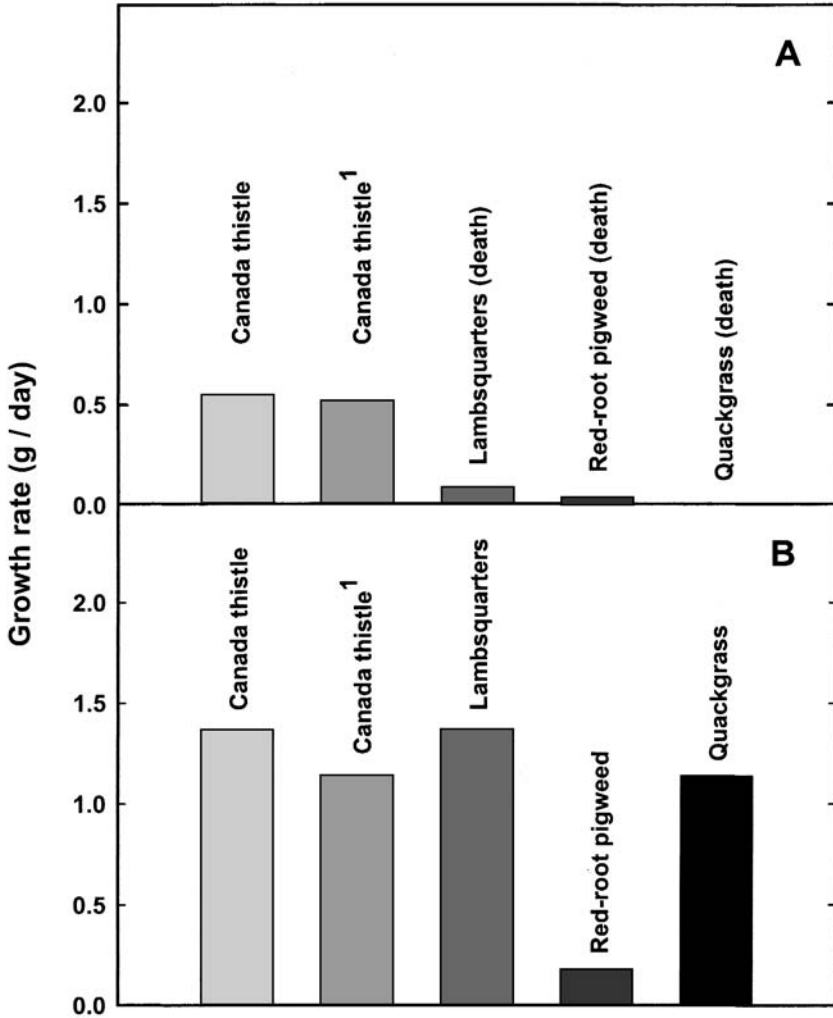 Growth rate (g / day)
A
2.0
1.5
1.0
0.5
0.0
Canada thistle
Canada thistle¹
Lambsquarters (death)
Red-root pigweed (death)
Quackgrass (death)
B
2.0
1.5
1.0
0.5
0.0
Canada thistle
Canada thistle¹
Lambsquarters
Red-root pigweed
Quackgrass